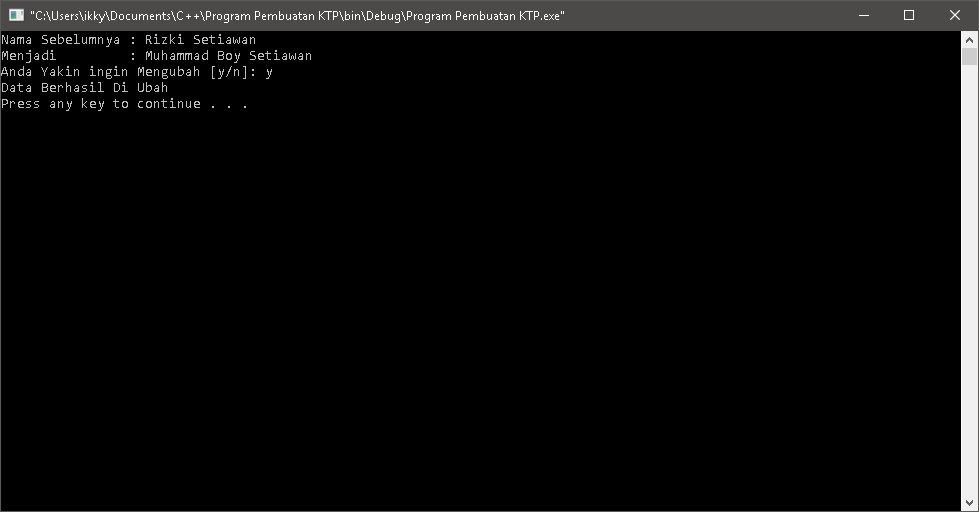 "C:\Users\ikky\Documents\C++\Program Pembuatan KTP\bin\Debug\Program Pembuatan KTP.exe"
Nama Sebelumnya : Rizki Setiawan
Menjadi         : Muhammad Boy Setiawan
Anda Yakin ingin Mengubah [y/n]: y
Data Berhasil Di Ubah
Press any key to continue . . .